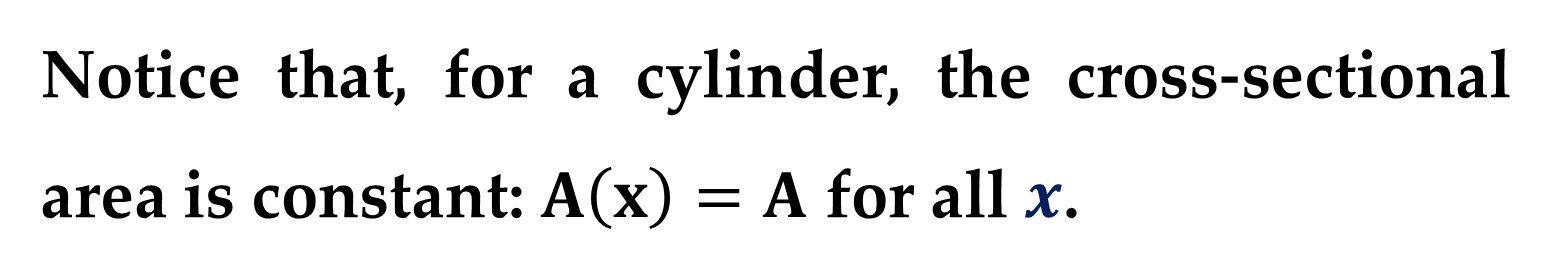 Notice that, for a cylinder, the cross-sectional
area is constant: A(x) = A for all x.